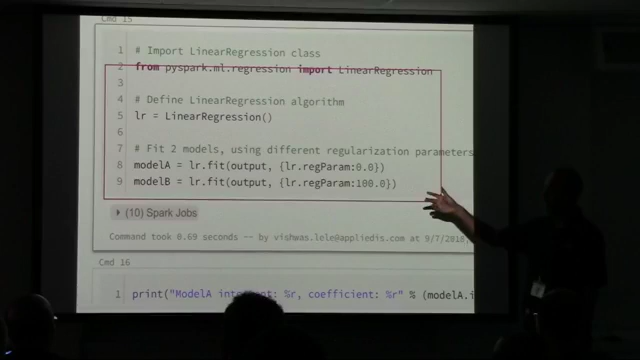 Cmd 15
1 # Import LinearRegression class
2 from pyspark.ml.regression import LinearRegression
3
4 # Define LinearRegression algorithm
5 lr = LinearRegression()
6
7 # Fit 2 models, using different regularization parameters
8 modelA = lr.fit(output, {lr.regParam:0.0})
9 modelB = lr.fit(output, {lr.regParam:100.0})
(10) Spark Jobs
Command took 0.69 seconds -- by vishwas.lele@appliedis.com at 9/7/2016
Cmd 16
1 print("ModelA intercept: %r, coefficient: %r" % (modelA.i